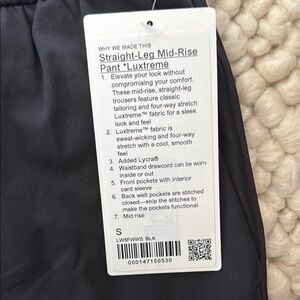 WHY WE MADE THIS
Straight-Leg Mid-Rise
Pant *Luxtreme
1. Elevate your look without
compromising your comfort.
These mid-rise, straight-leg
trousers feature classic
tailoring and four-way stretch
Luxtreme™ fabric for a sleek
look and feel
2. Luxtreme™ fabric is
sweat-wicking and four-way
stretch with a cool, smooth
feel
3. Added Lycra®
4. Waistband drawcord can be worn
inside or out
5. Front pockets with interior
card sleeve
6. Back welt pockets are stitched
closed—snip the stitches to
make the pockets functional
7. Mid rise
S
LW5FWWS BLK
000147150530